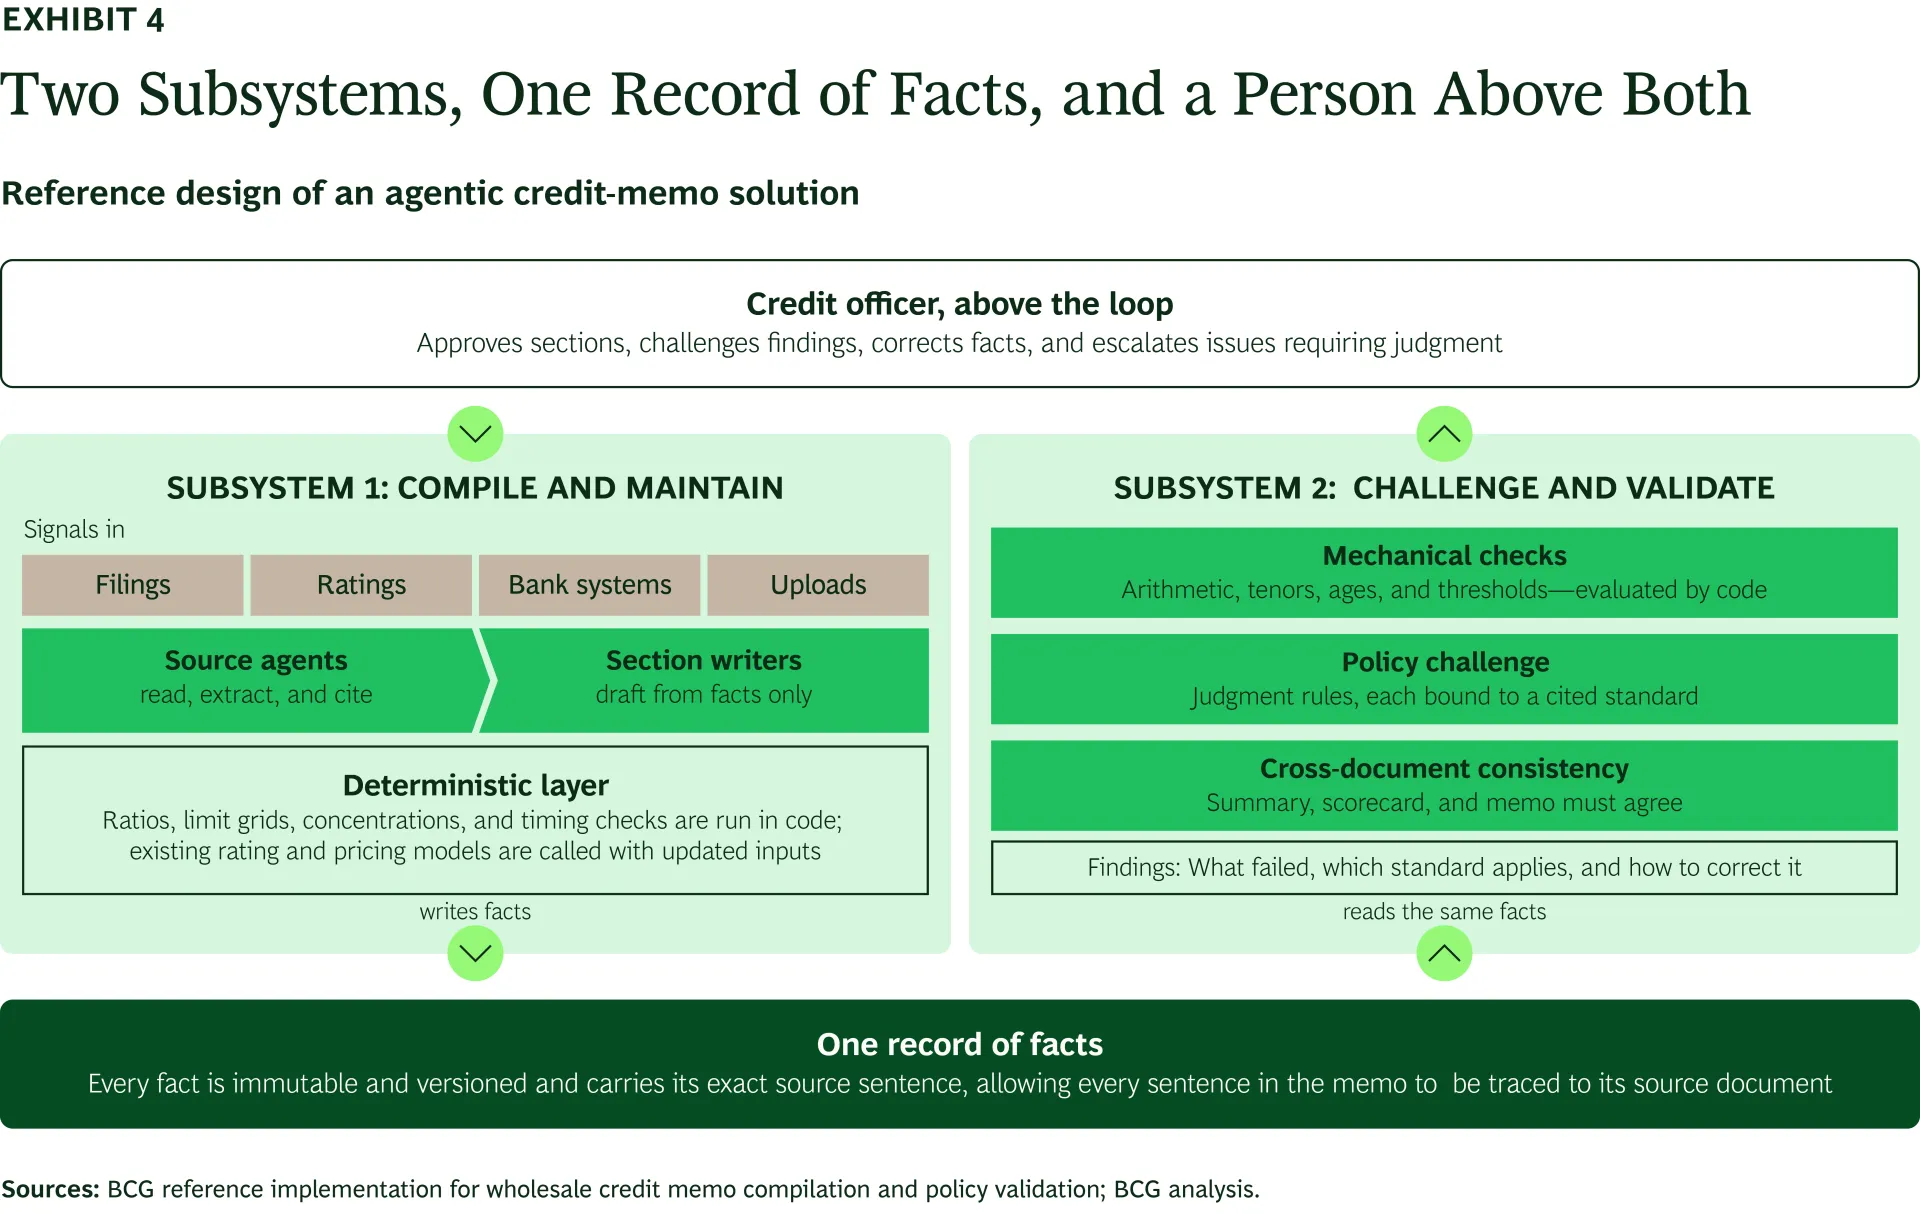 EXHIBIT 4
Two Subsystems, One Record of Facts, and a Person Above Both
Reference design of an agentic credit-memo solution
Credit officer, above the loop
Approves sections, challenges findings, corrects facts, and escalates issues requiring judgment
SUBSYSTEM 1: COMPILE AND MAINTAIN
Signals in
Filings
Ratings
Bank systems
Uploads
Source agents
read, extract, and cite
Section writers
draft from facts only
Deterministic layer
Ratios, limit grids, concentrations, and timing checks are run in code;
existing rating and pricing models are called with updated inputs
writes facts
SUBSYSTEM 2: CHALLENGE AND VALIDATE
Mechanical checks
Arithmetic, tenors, ages, and thresholds—evaluated by code
Policy challenge
Judgment rules, each bound to a cited standard
Cross-document consistency
Summary, scorecard, and memo must agree
Findings: What failed, which standard applies, and how to correct it
reads the same facts
One record of facts
Every fact is immutable and versioned and carries its exact source sentence, allowing every sentence in the memo to be traced to its source document
Sources: BCG reference implementation for wholesale credit memo compilation and policy validation; BCG analysis.